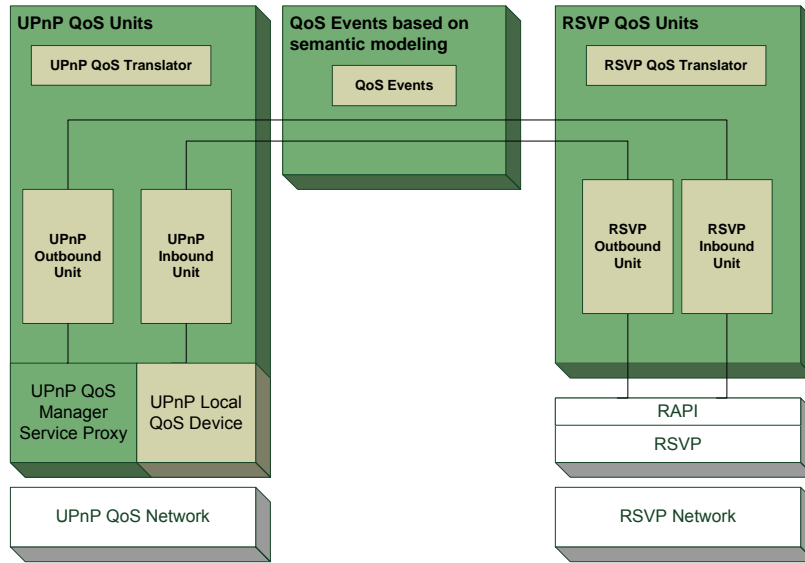 UPnP QoS Units
UPnP QoS Translator
UPnP
Outbound
Unit
UPnP
Inbound
Unit
UPnP QoS
Manager
Service Proxy
UPnP Local
QoS Device
UPnP QoS Network
QoS Events based on
semantic modeling
QoS Events
RSVP QoS Units
RSVP QoS Translator
RSVP
Outbound
Unit
RSVP
Inbound
Unit
RAPI
RSVP
RSVP Network